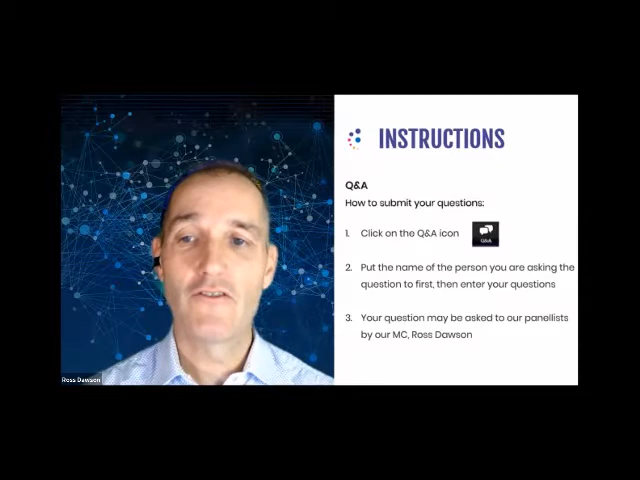 INSTRUCTIONS
Q&A
How to submit your questions:
1. Click on the Q&A icon
Q&A
2. Put the name of the person you are asking the
question to first, then enter your questions
3. Your question may be asked to our panellists
by our MC, Ross Dawson
Ross Dawson